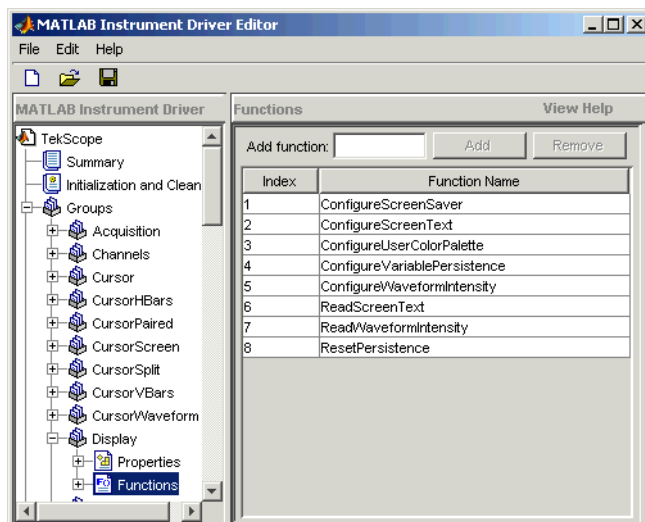 MATLAB Instrument Driver Editor
File Edit Help
MATLAB Instrument Driver
TekScope
Summary
Initialization and Clean
Groups
Acquisition
Channels
Cursor
CursorHBars
CursorPaired
CursorScreen
CursorSplit
CursorVBars
CursorWaveform
Display
Properties
Functions
Functions View Help
Add function: Add Remove
Index Function Name
1 ConfigureScreenSaver
2 ConfigureScreenText
3 ConfigureUserColorPalette
4 ConfigureVariablePersistence
5 ConfigureWaveformIntensity
6 ReadScreenText
7 ReadWaveformIntensity
8 ResetPersistence